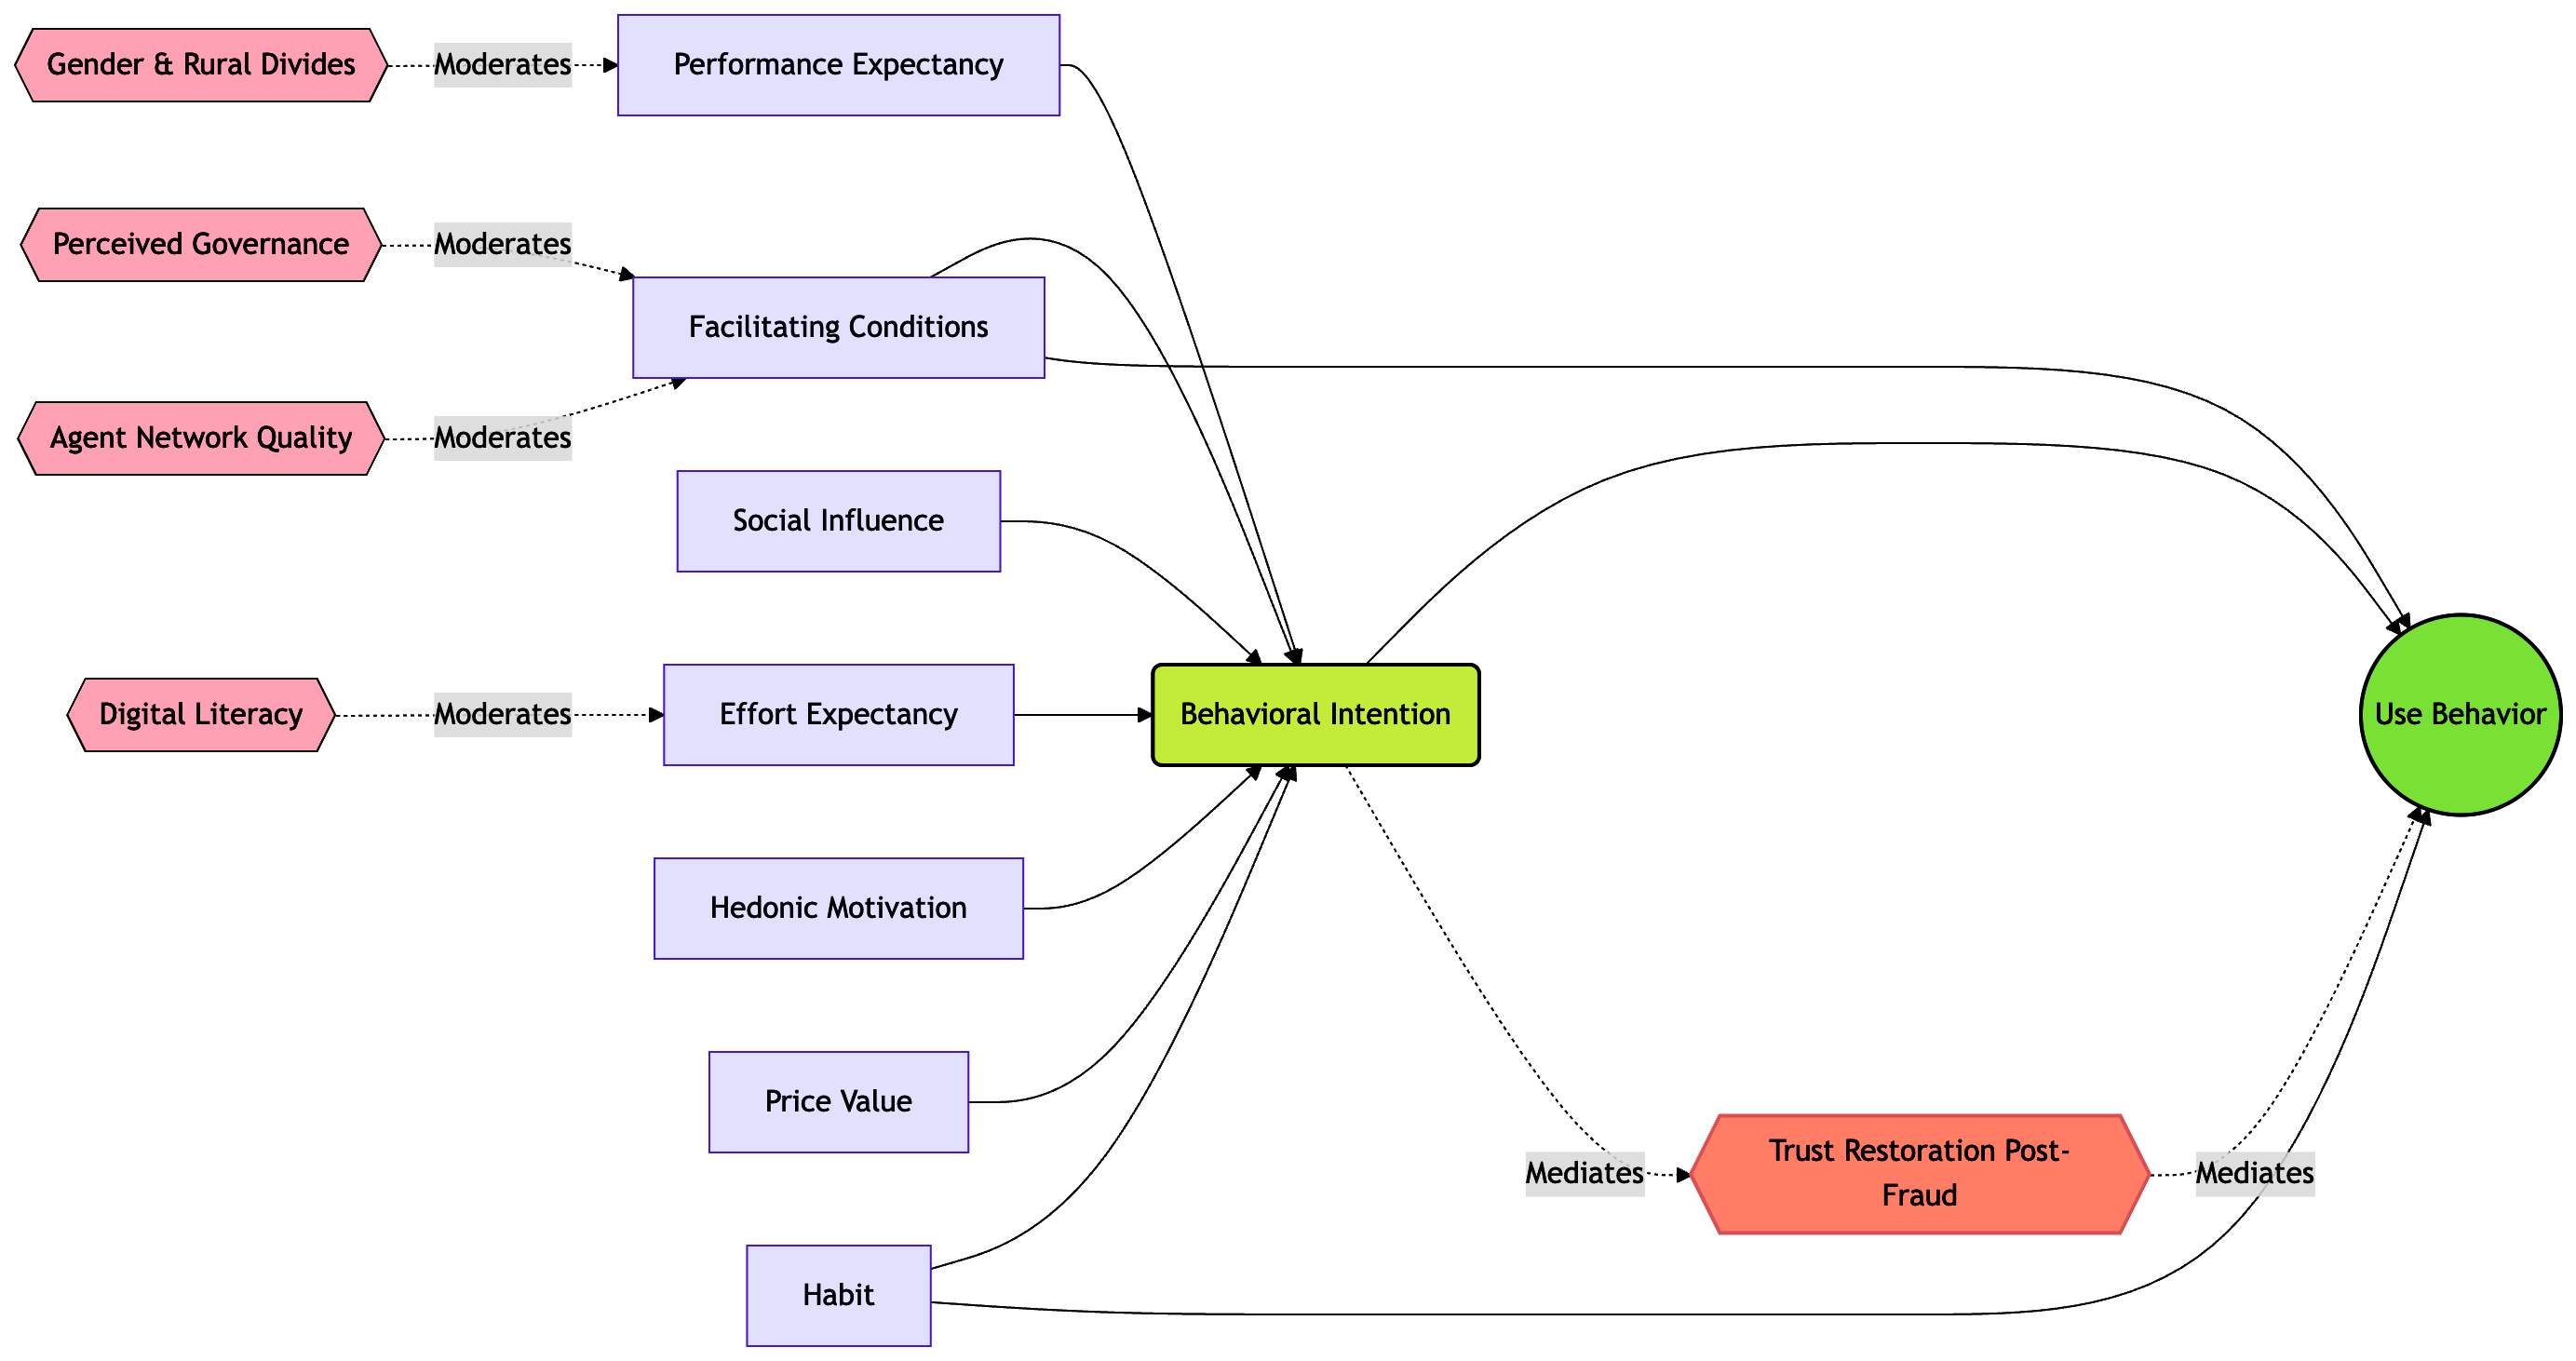 Gender & Rural Divides
Moderates
Performance Expectancy
Perceived Governance
Moderates
Facilitating Conditions
Agent Network Quality
Moderates
Social Influence
Digital Literacy
Moderates
Effort Expectancy
Behavioral Intention
Use Behavior
Hedonic Motivation
Price Value
Mediates
Trust Restoration Post-
Fraud
Mediates
Habit